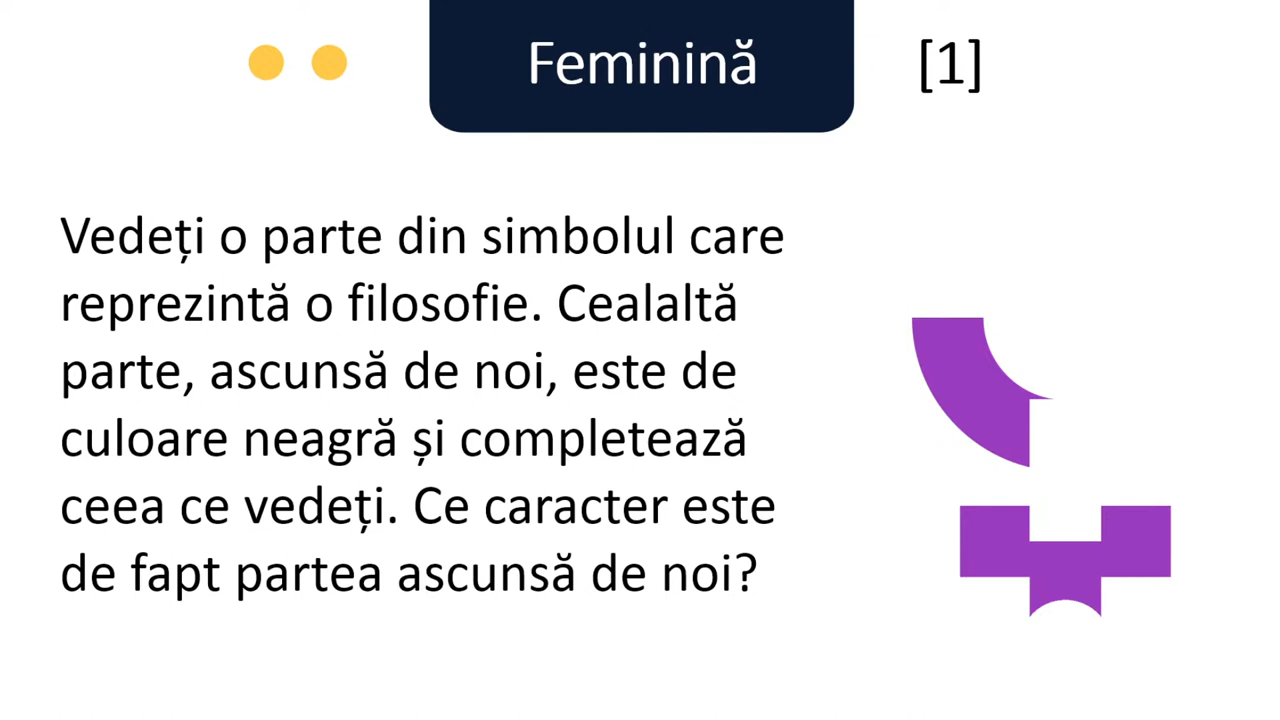 Feminină
[1]
Vedeți o parte din simbolul care
reprezintă o filosofie. Cealaltă
parte, ascunsă de noi, este de
culoare neagră și completează
ceea ce vedeți. Ce caracter este
de fapt partea ascunsă de noi?